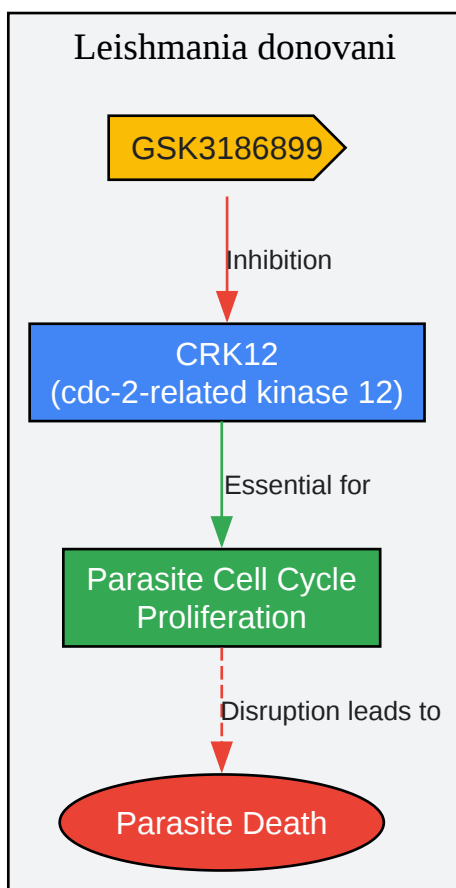 Leishmania donovani
GSK3186899
Inhibition
CRK12
(cdc-2-related kinase 12)
Essential for
Parasite Cell Cycle
Proliferation
Disruption leads to
Parasite Death